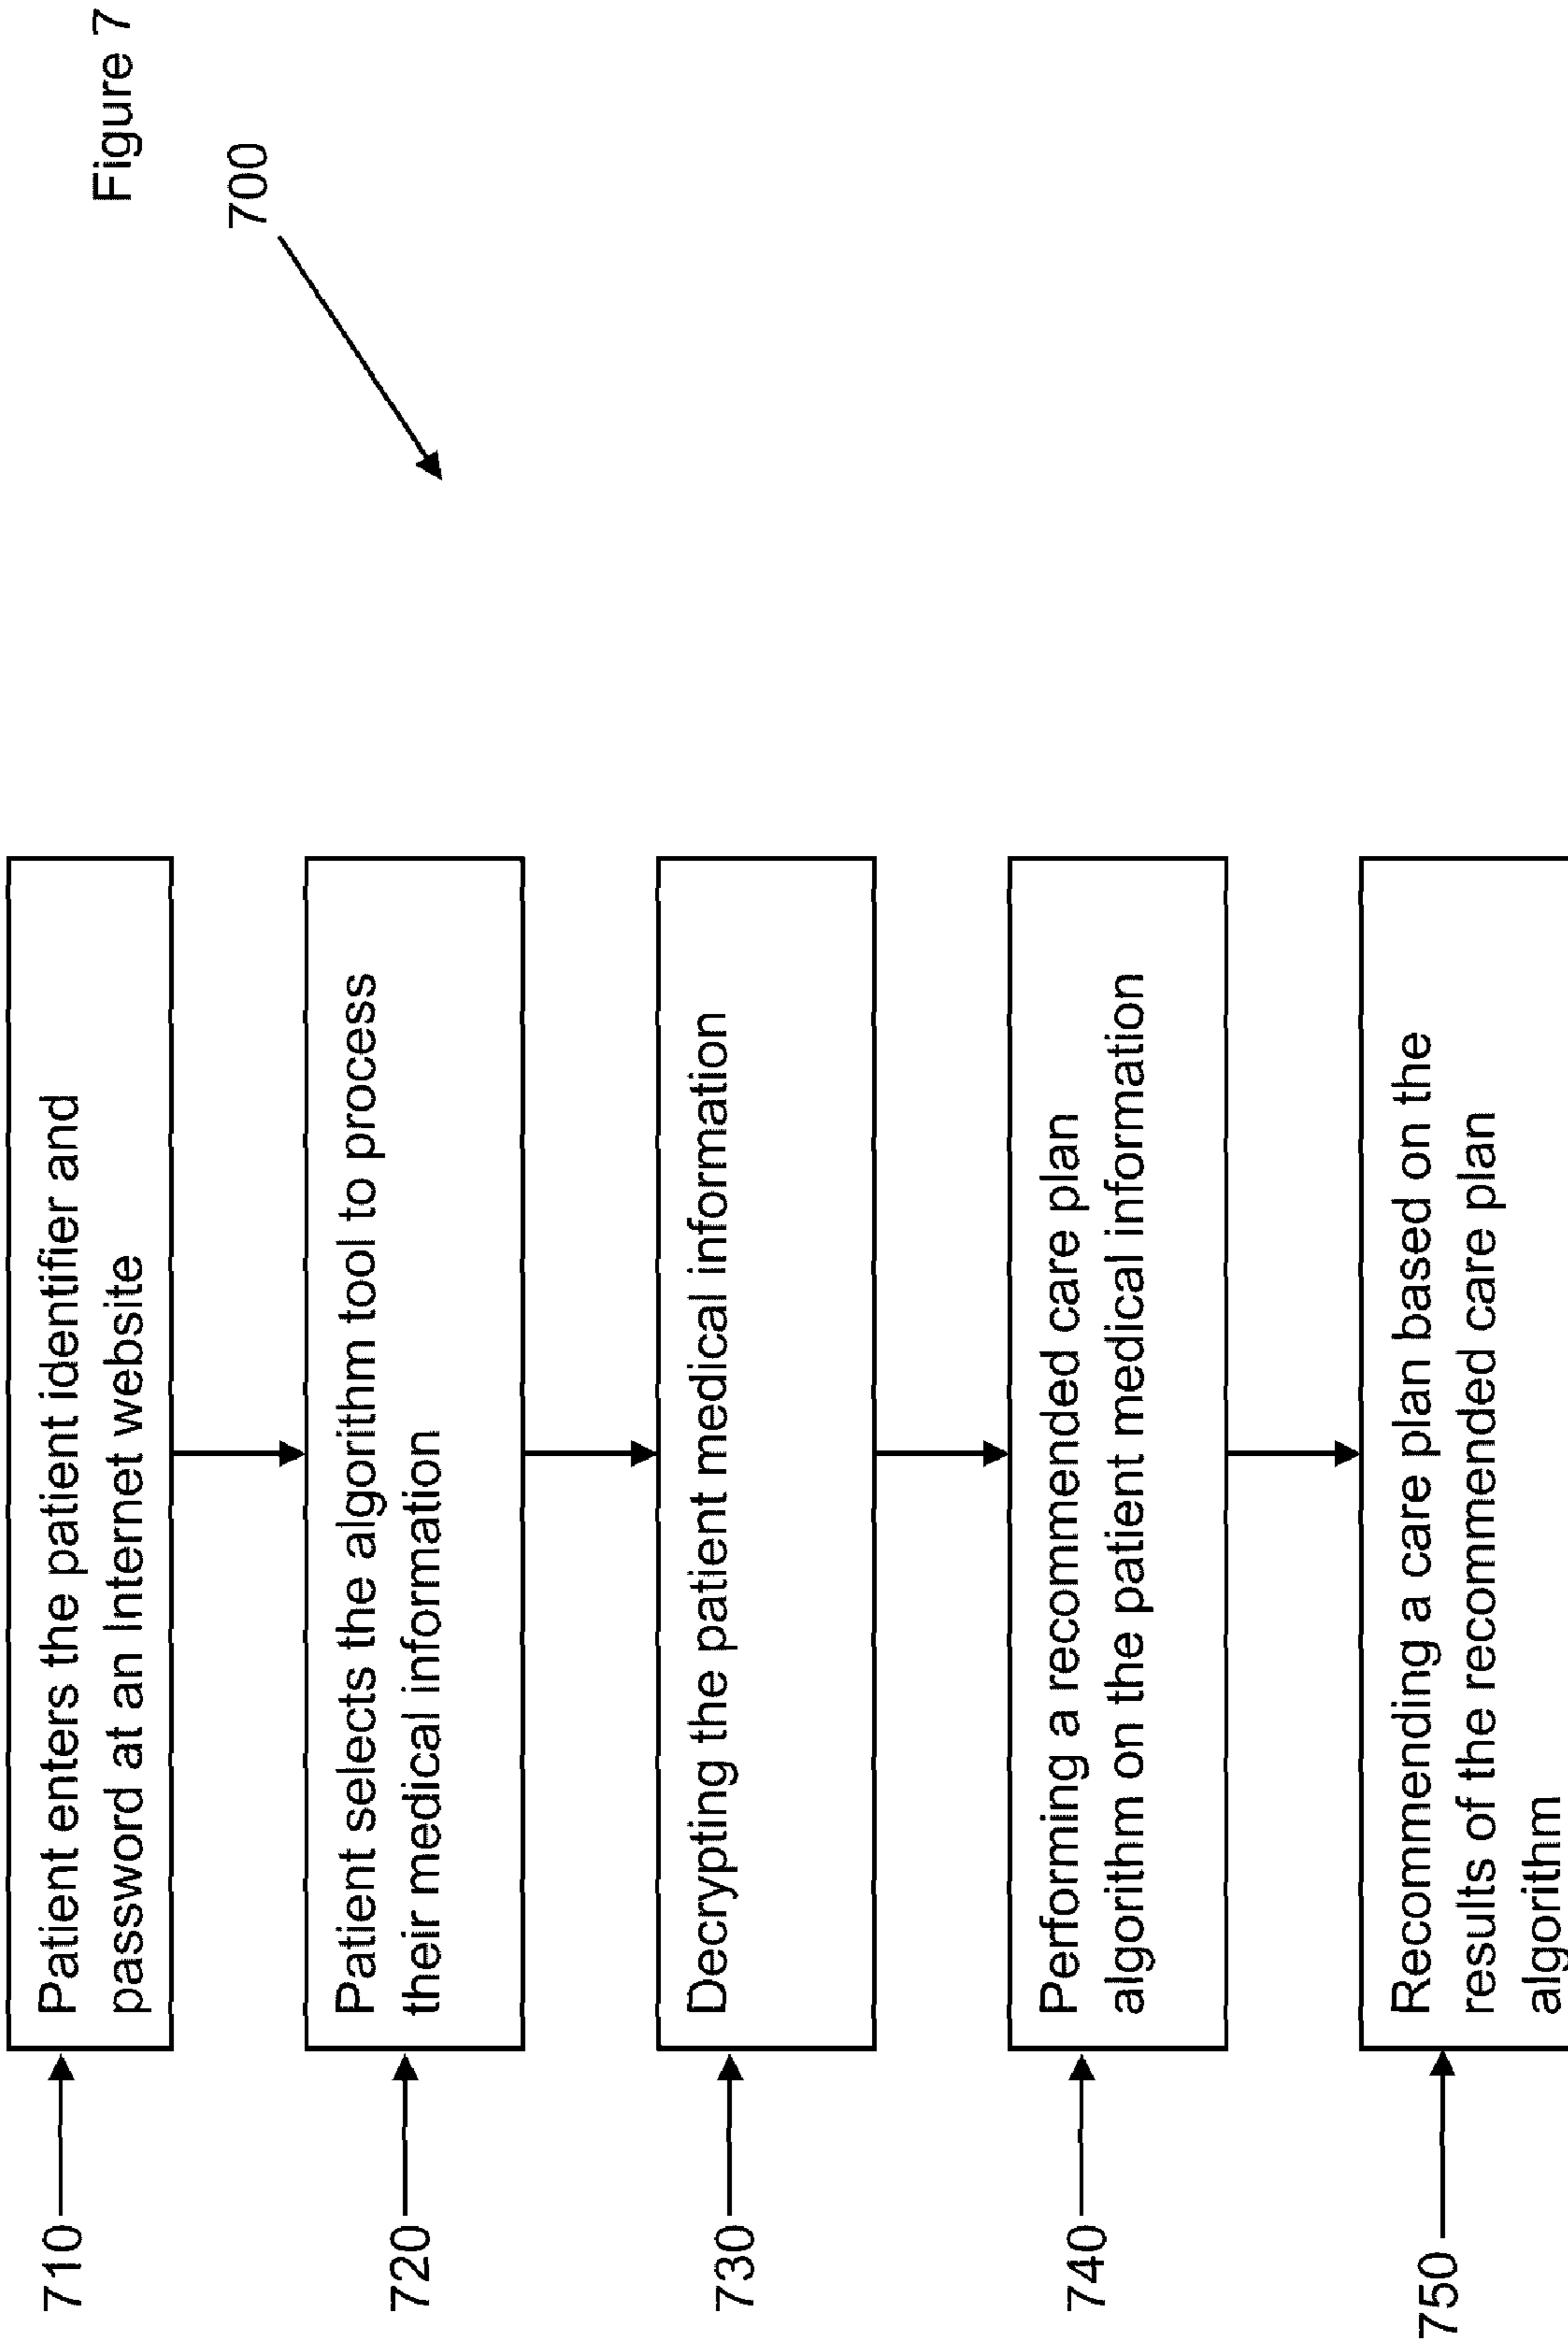 Figure 7
700
710
Patient enters the patient identifier and
password at an Internet website
720
Patient selects the algorithm tool to process
their medical information
730
Decrypting the patient medical information
740
Performing a recommended care plan
algorithm on the patient medical information
750
Recommending a care plan based on the
results of the recommended care plan
algorithm